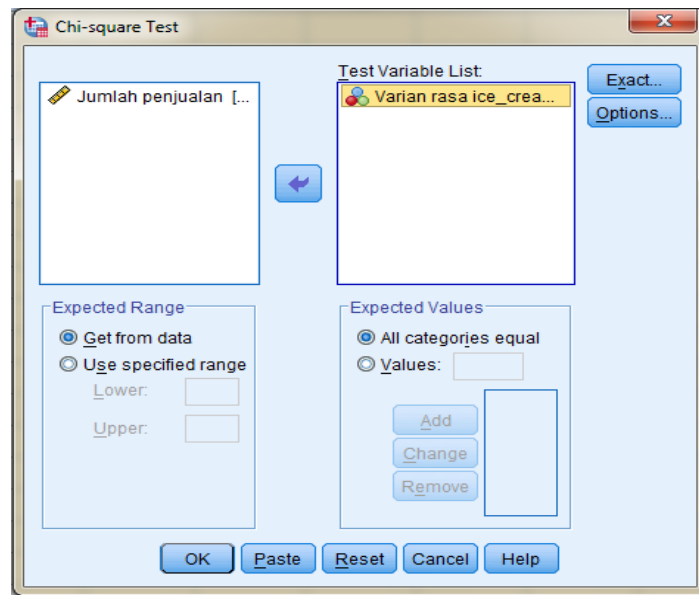 Chi-square Test
Test Variable List:
Jumlah penjualan [...
Varian rasa ice_crea...
Exact...
Options...
Expected Range
Get from data
Use specified range
Lower:
Upper:
Expected Values
All categories equal
Values:
Add
Change
Remove
OK
Paste
Reset
Cancel
Help